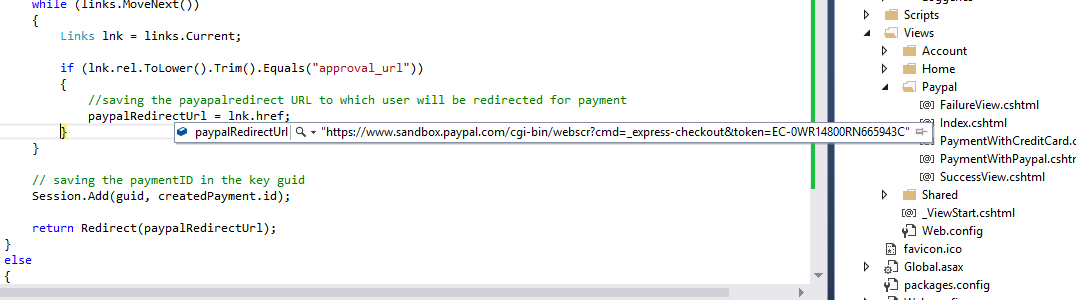 while (links.MoveNext())
{
Links lnk = links.Current;
if (lnk.rel.ToLower().Trim().Equals("approval_url"))
{
//saving the payapalredirect URL to which user will be redirected for payment
paypalRedirectUrl = lnk.href;
}
paypalRedirectUrl "https://www.sandbox.paypal.com/cgi-bin/webscr?cmd=_express-checkout&token=EC-0WR14800RN665943C"
}
// saving the paymentID in the key guid
Session.Add(guid, createdPayment.id);
return Redirect(paypalRedirectUrl);
}
else
{
Scripts
Views
Account
Home
Paypal
FailureView.cshtml
Index.cshtml
PaymentWithCreditCard.c
PaymentWithPaypal.cshtm
SuccessView.cshtml
Shared
_ViewStart.cshtml
Web.config
favicon.ico
Global.asax
packages.config